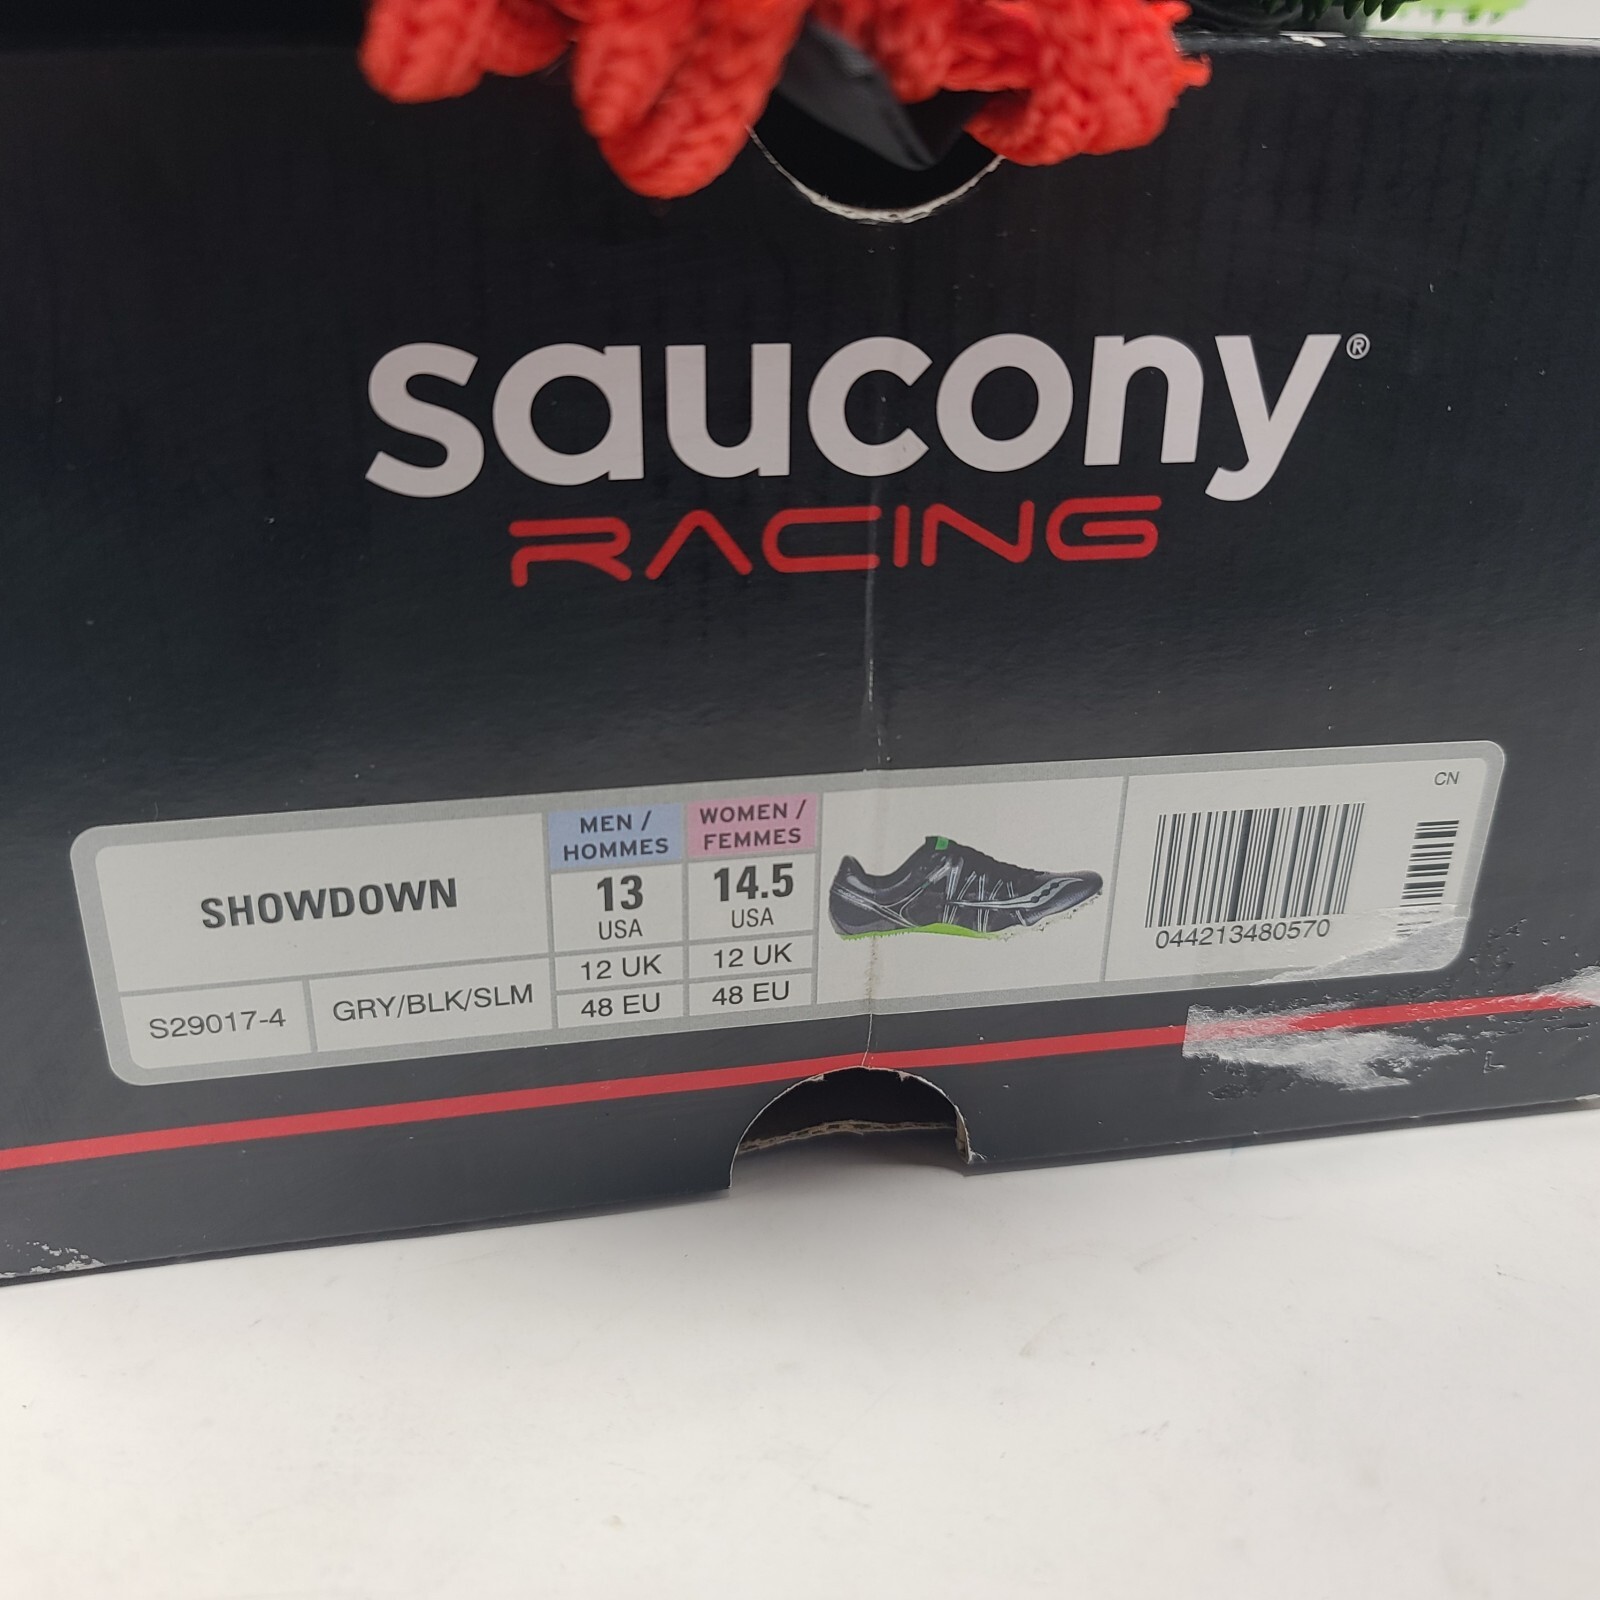 saucony®
RACING
SHOWDOWN
S29017-4
GRY/BLK/SLM
MEN /
HOMMES
13
USA
12 UK
48 EU
WOMEN /
FEMMES
14.5
USA
12 UK
48 EU
CN
044213480570